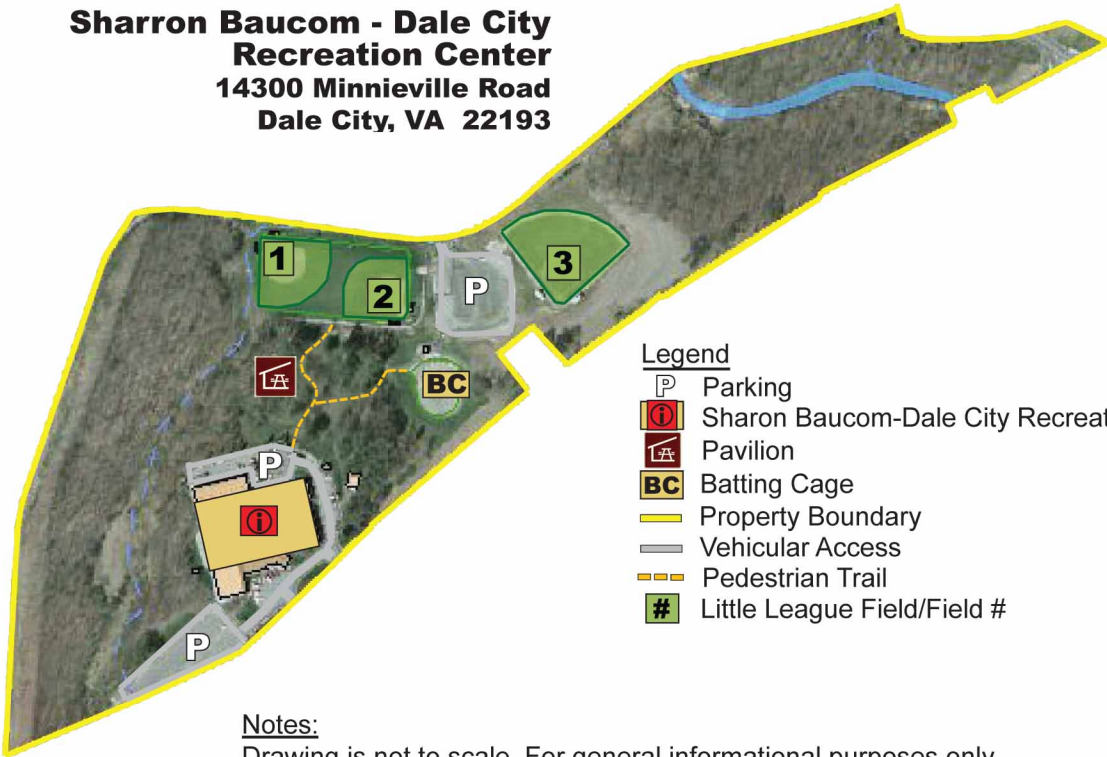 Sharron Baucom - Dale City
Recreation Center
14300 Minnieville Road
Dale City, VA 22193
1
2
3
P
BC
P
i
P
Legend
P Parking
i Sharon Baucom-Dale City Recreat
Pavilion
BC Batting Cage
Property Boundary
Vehicular Access
Pedestrian Trail
# Little League Field/Field #
Notes:
Drawing is not to scale. For general informational purposes only